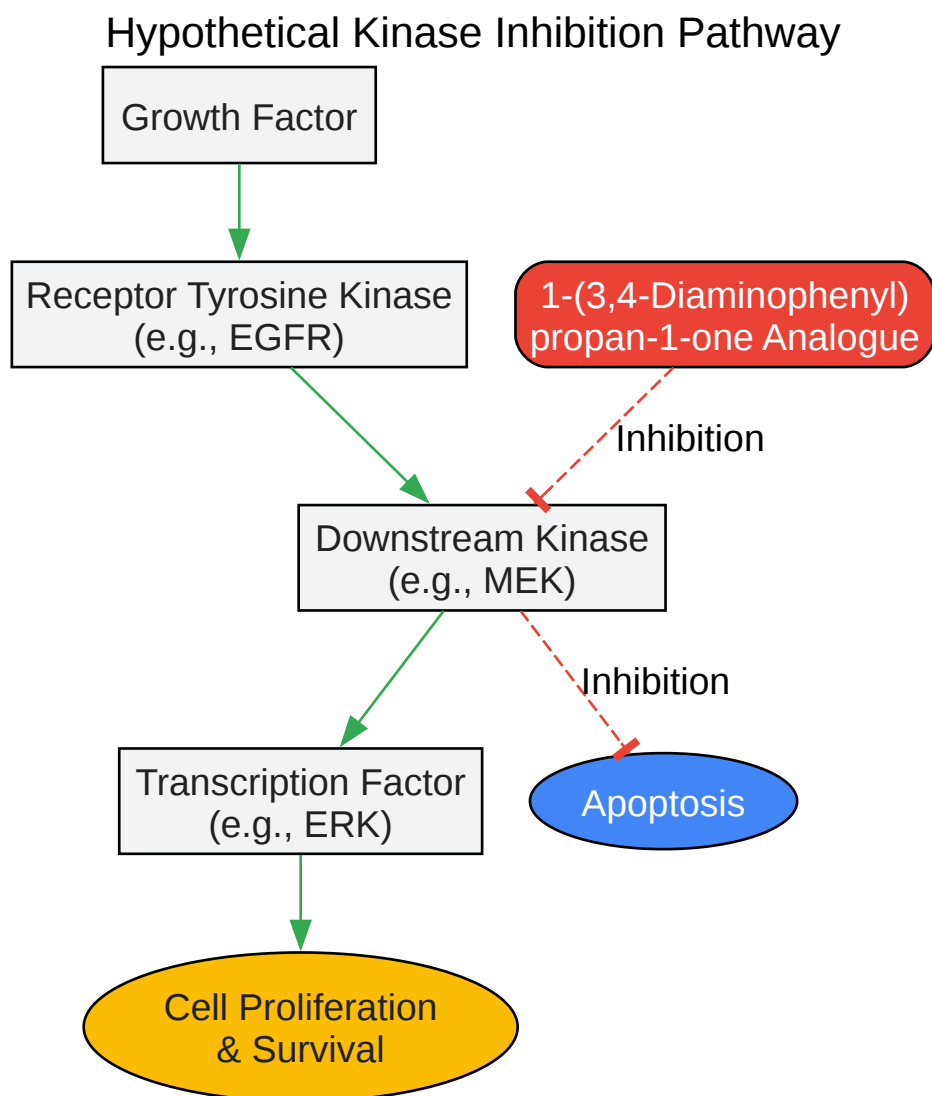 Hypothetical Kinase Inhibition Pathway
Growth Factor
Receptor Tyrosine Kinase
(e.g., EGFR)
1-(3,4-Diaminophenyl)
propan-1-one Analogue
Inhibition
Downstream Kinase
(e.g., MEK)
Inhibition
Transcription Factor
(e.g., ERK)
Apoptosis
Cell Proliferation
& Survival